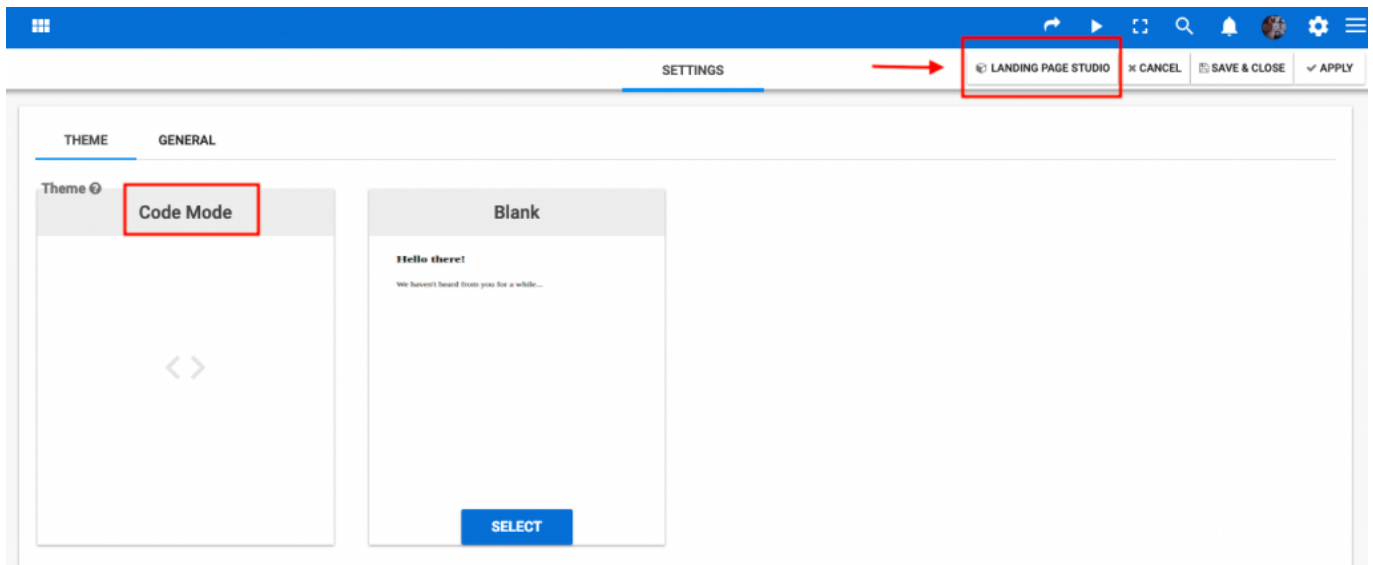 SETTINGS
LANDING PAGE STUDIO
× CANCEL
SAVE & CLOSE
✓ APPLY
THEME
GENERAL
Theme
Code Mode
Blank
Hello there!
We haven't heard from you for a while...
< >
SELECT